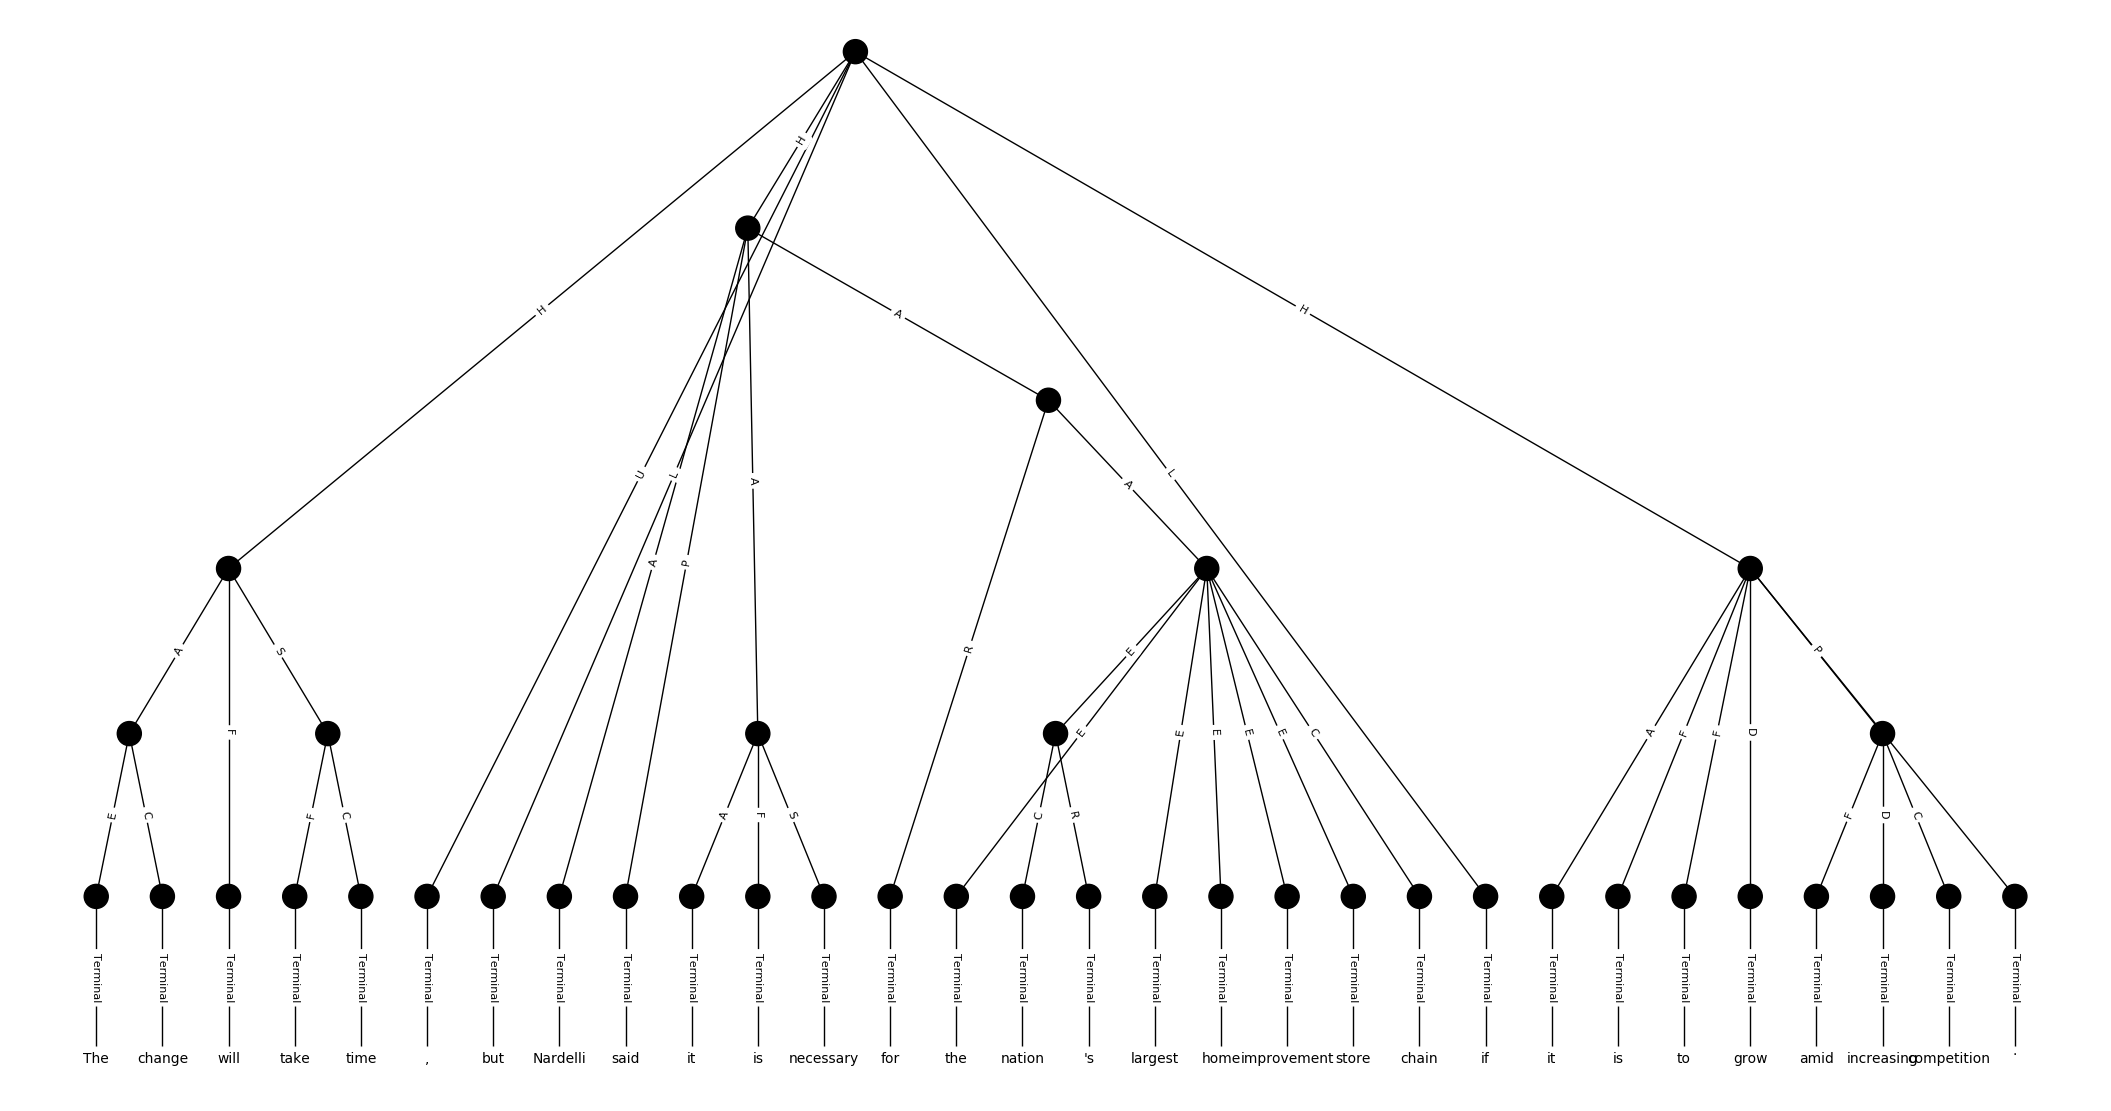 H
H
H
A
U
L
A
L
A
A
P
R
A
S
E
P
F
E
E
E
E
E
C
A
F
F
D
E
C
F
C
A
F
S
C
R
F
D
C
Terminal Terminal Terminal Terminal Terminal Terminal Terminal Terminal Terminal Terminal Terminal Terminal Terminal Terminal Terminal Terminal Terminal Terminal Terminal Terminal Terminal Terminal Terminal Terminal Terminal Terminal Terminal Terminal Terminal Terminal
The change will take time , but Nardelli said it is necessary for the nation 's largest home improvement store chain if it is to grow amid increasing competition .